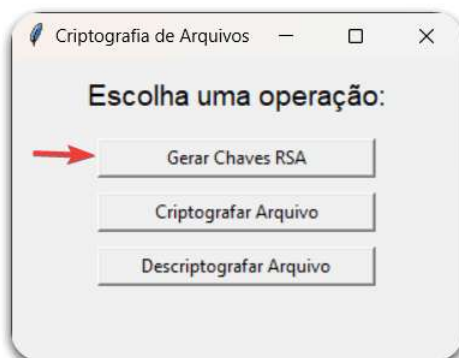 Criptografia de Arquivos
Escolha uma operação:
Gerar Chaves RSA
Criptografar Arquivo
Descriptografar Arquivo